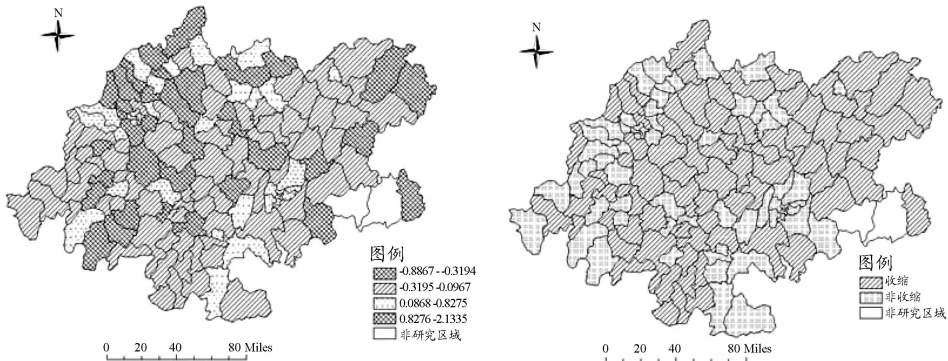 N
N
图例
-0.8867--0.3194
-0.3195-0.0967
0.0868-0.8275
0.8276-2.1335
非研究区域
0 20 40 80 Miles
图例
收缩
非收缩
非研究区域
0 20 40 80 Miles